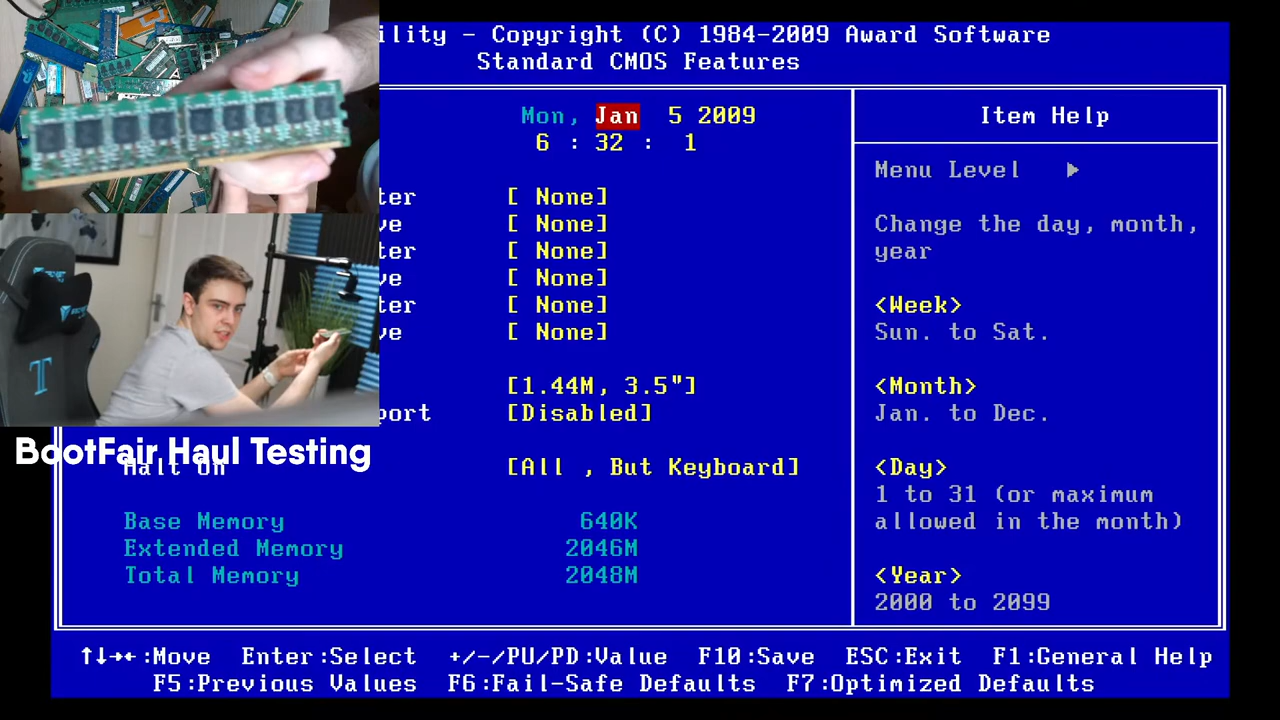 ility - Copyright (C) 1984-2009 Award Software
Standard CMOS Features
Mon, Jan 5 2009
6 : 32 : 1
ter [ None]
ve [ None]
ter [ None]
ve [ None]
ter [ None]
ve [ None]
[1.44M, 3.5"]
port [Disabled]
BootFair Haul Testing
Halt On [All , But Keyboard]
Base Memory 640K
Extended Memory 2046M
Total Memory 2048M
Item Help
Menu Level ►
Change the day, month,
year
<Week>
Sun. to Sat.
<Month>
Jan. to Dec.
<Day>
1 to 31 (or maximum
allowed in the month)
<Year>
2000 to 2099
↑↓→←:Move Enter:Select +/-/PU/PD:Value F10:Save ESC:Exit F1:General Help
F5:Previous Values F6:Fail-Safe Defaults F7:Optimized Defaults
T